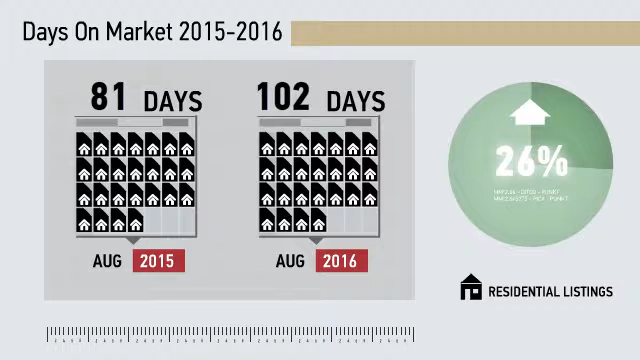 Days On Market 2015-2016
81 DAYS
102 DAYS
AUG 2015
AUG 2016
26%
RESIDENTIAL LISTINGS